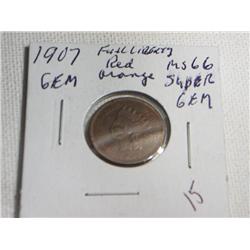 1907
GEM
Full Liberty
Red
Orange
MS66
Super
GEM
15